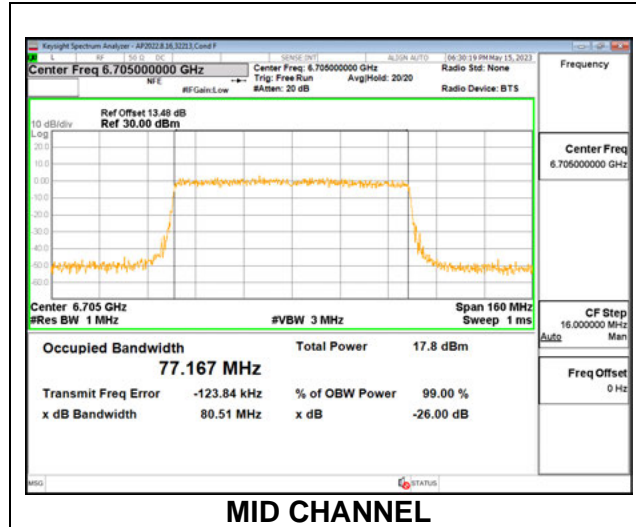 Keysight Spectrum Analyzer - AP2022.8.16,32213,Cond F
L RF 50 Ω DC SENSE:INT ALIGN AUTO 06:30:19 PM May 15, 2023
Center Freq 6.705000000 GHz
NFE
#IFGain:Low
Center Freq: 6.705000000 GHz
Trig: Free Run Avg|Hold: 20/20
#Atten: 20 dB
Radio Std: None
Radio Device: BTS
Frequency
Ref Offset 13.48 dB
10 dB/div Ref 30.00 dBm
Log
20.0
10.0
0.00
-10.0
-20.0
-30.0
-40.0
-50.0
-60.0
Center Freq
6.705000000 GHz
Center 6.705 GHz Span 160 MHz
#Res BW 1 MHz #VBW 3 MHz Sweep 1 ms
CF Step
16.000000 MHz
Auto Man
Occupied Bandwidth Total Power 17.8 dBm
77.167 MHz
Transmit Freq Error -123.84 kHz % of OBW Power 99.00 %
x dB Bandwidth 80.51 MHz x dB -26.00 dB
Freq Offset
0 Hz
MSG STATUS
MID CHANNEL